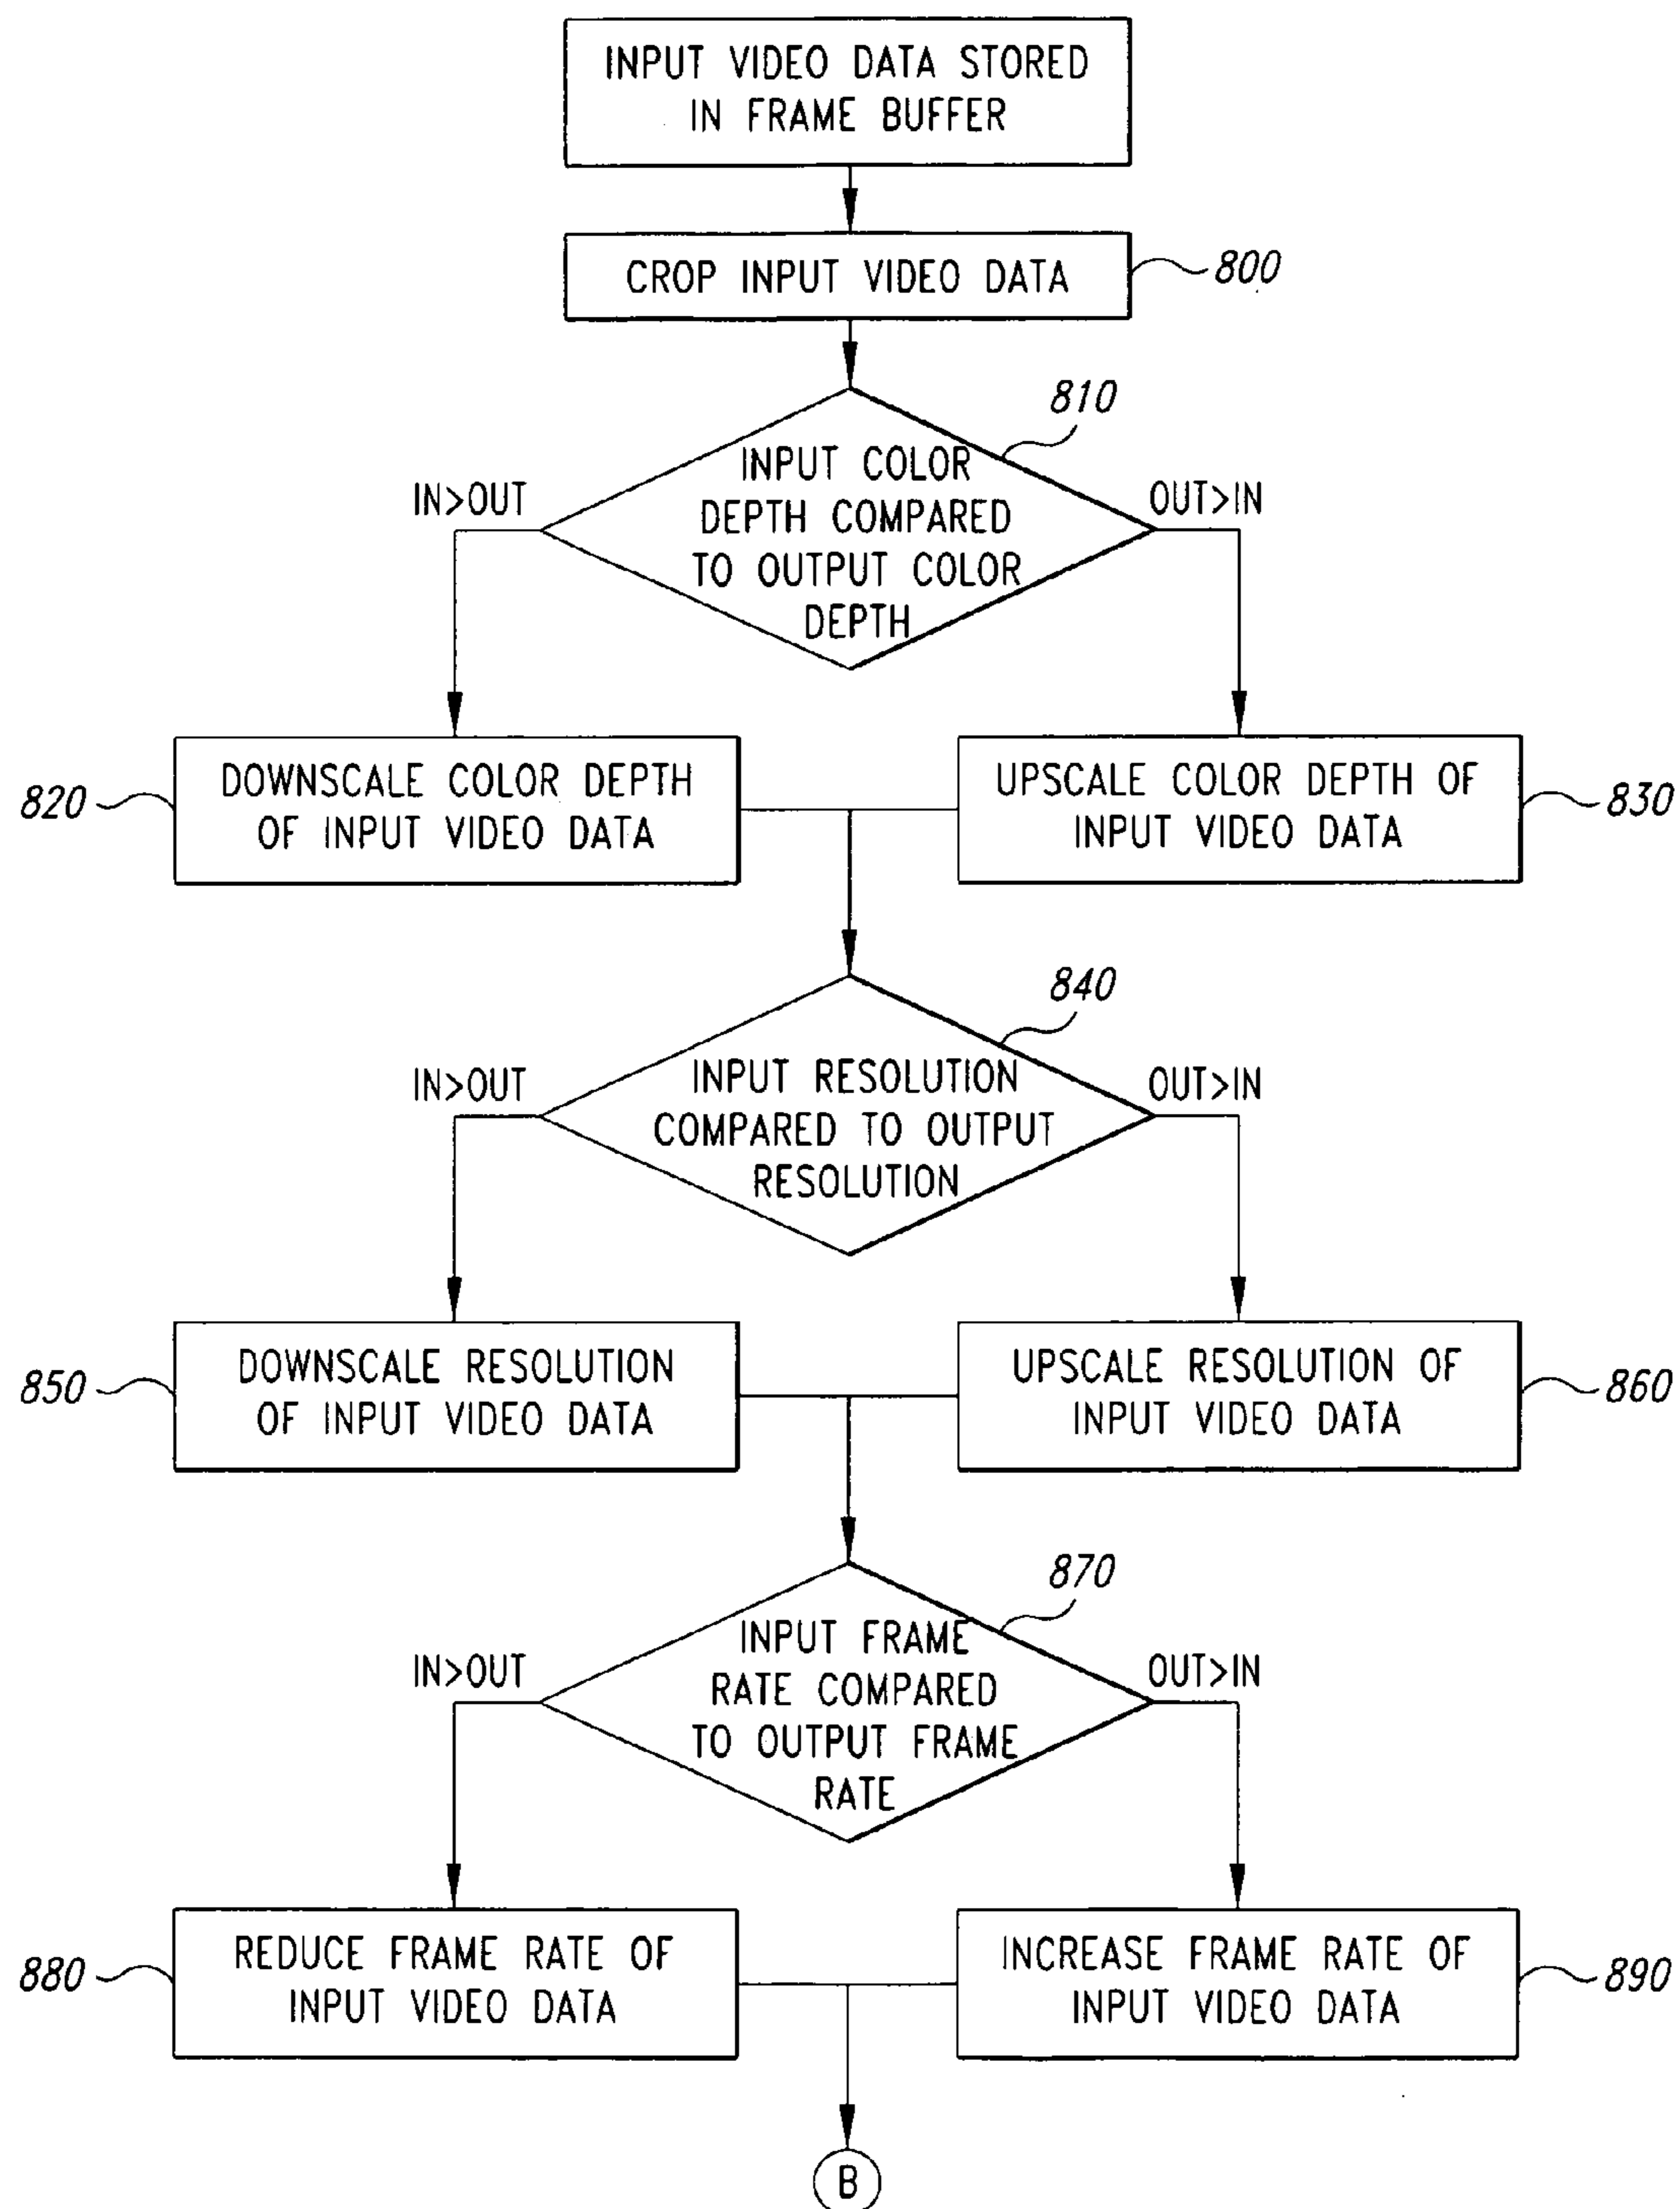 INPUT VIDEO DATA STORED
IN FRAME BUFFER
CROP INPUT VIDEO DATA
800
810
INPUT COLOR
DEPTH COMPARED
TO OUTPUT COLOR
DEPTH
IN>OUT
OUT>IN
820
DOWNSCALE COLOR DEPTH
OF INPUT VIDEO DATA
UPSCALE COLOR DEPTH OF
INPUT VIDEO DATA
830
840
INPUT RESOLUTION
COMPARED TO OUTPUT
RESOLUTION
IN>OUT
OUT>IN
850
DOWNSCALE RESOLUTION
OF INPUT VIDEO DATA
UPSCALE RESOLUTION OF
INPUT VIDEO DATA
860
870
INPUT FRAME
RATE COMPARED
TO OUTPUT FRAME
RATE
IN>OUT
OUT>IN
880
REDUCE FRAME RATE OF
INPUT VIDEO DATA
INCREASE FRAME RATE OF
INPUT VIDEO DATA
890
B